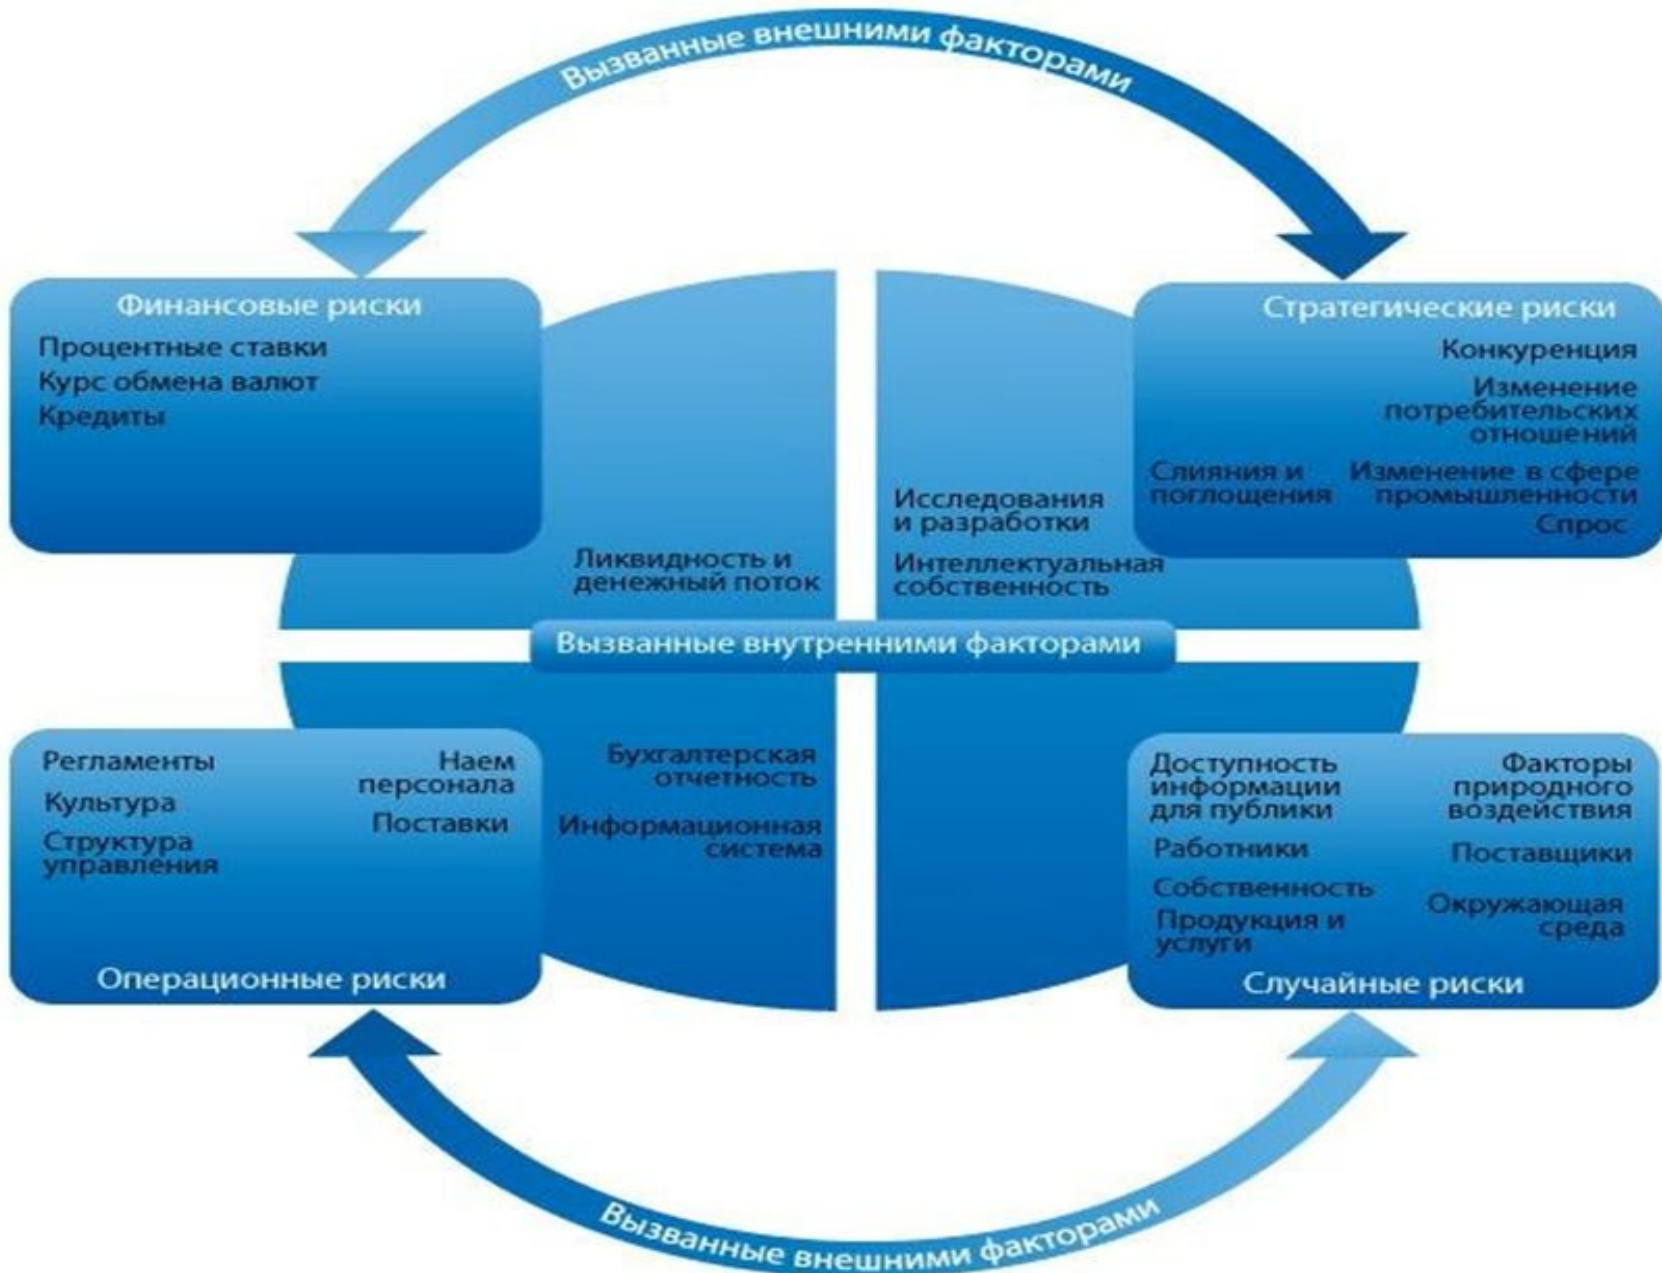 Вызванные внешними факторами
Финансовые риски
Процентные ставки
Курс обмена валют
Кредиты
Стратегические риски
Конкуренция
Изменение
потребительских
отношений
Слияния и
поглощения
Изменение в сфере
промышленности
Спрос
Ликвидность и
денежный поток
Исследования
и разработки
Интеллектуальная
собственность
Вызванные внутренними факторами
Регламенты
Культура
Структура
управления
Наем
персонала
Поставки
Операционные риски
Бухгалтерская
отчетность
Информационная
система
Доступность
информации
для публики
Работники
Собственность
Продукция и
услуги
Факторы
природного
воздействия
Поставщики
Окружающая
среда
Случайные риски
Вызванные внешними факторами